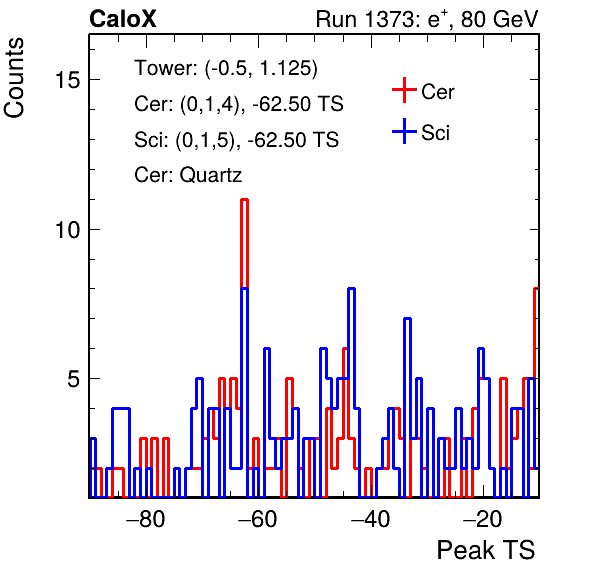 CaloX Run 1373: e⁺, 80 GeV
Counts
Tower: (-0.5, 1.125)
Cer: (0,1,4), -62.50 TS
Sci: (0,1,5), -62.50 TS
Cer: Quartz
Cer
Sci
15
10
5
−80 −60 −40 −20
Peak TS